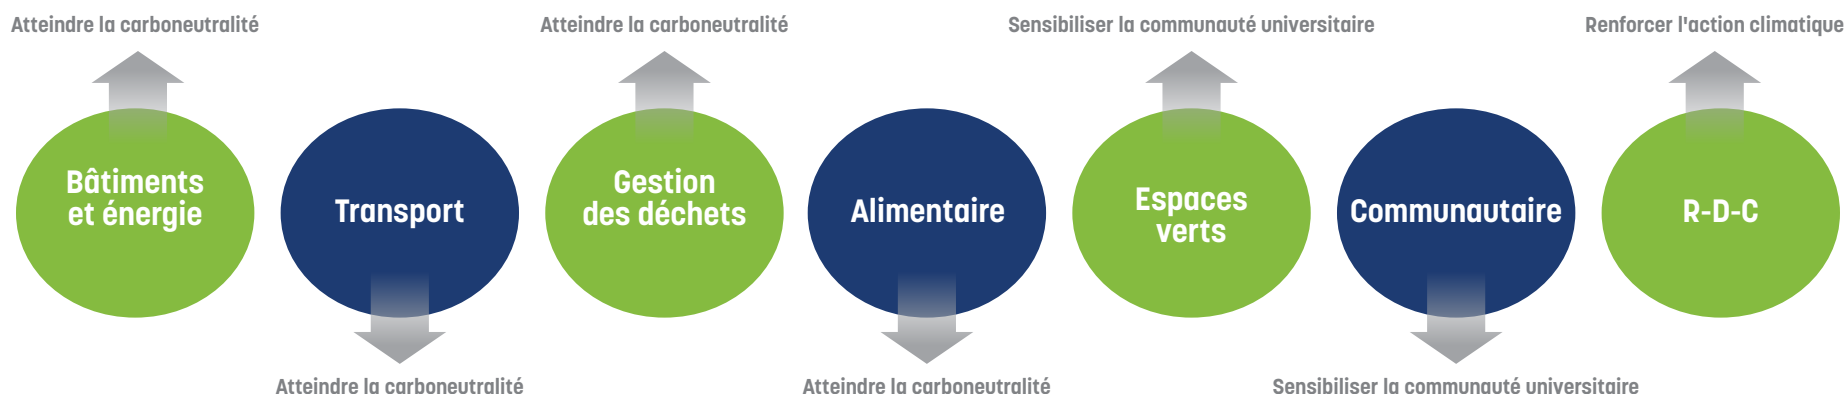 Atteindre la carboneutralité
Atteindre la carboneutralité
Sensibiliser la communauté universitaire
Renforcer l'action climatique
Bâtiments
et énergie
Transport
Gestion
des déchets
Alimentaire
Espaces
verts
Communautaire
R-D-C
Atteindre la carboneutralité
Atteindre la carboneutralité
Sensibiliser la communauté universitaire